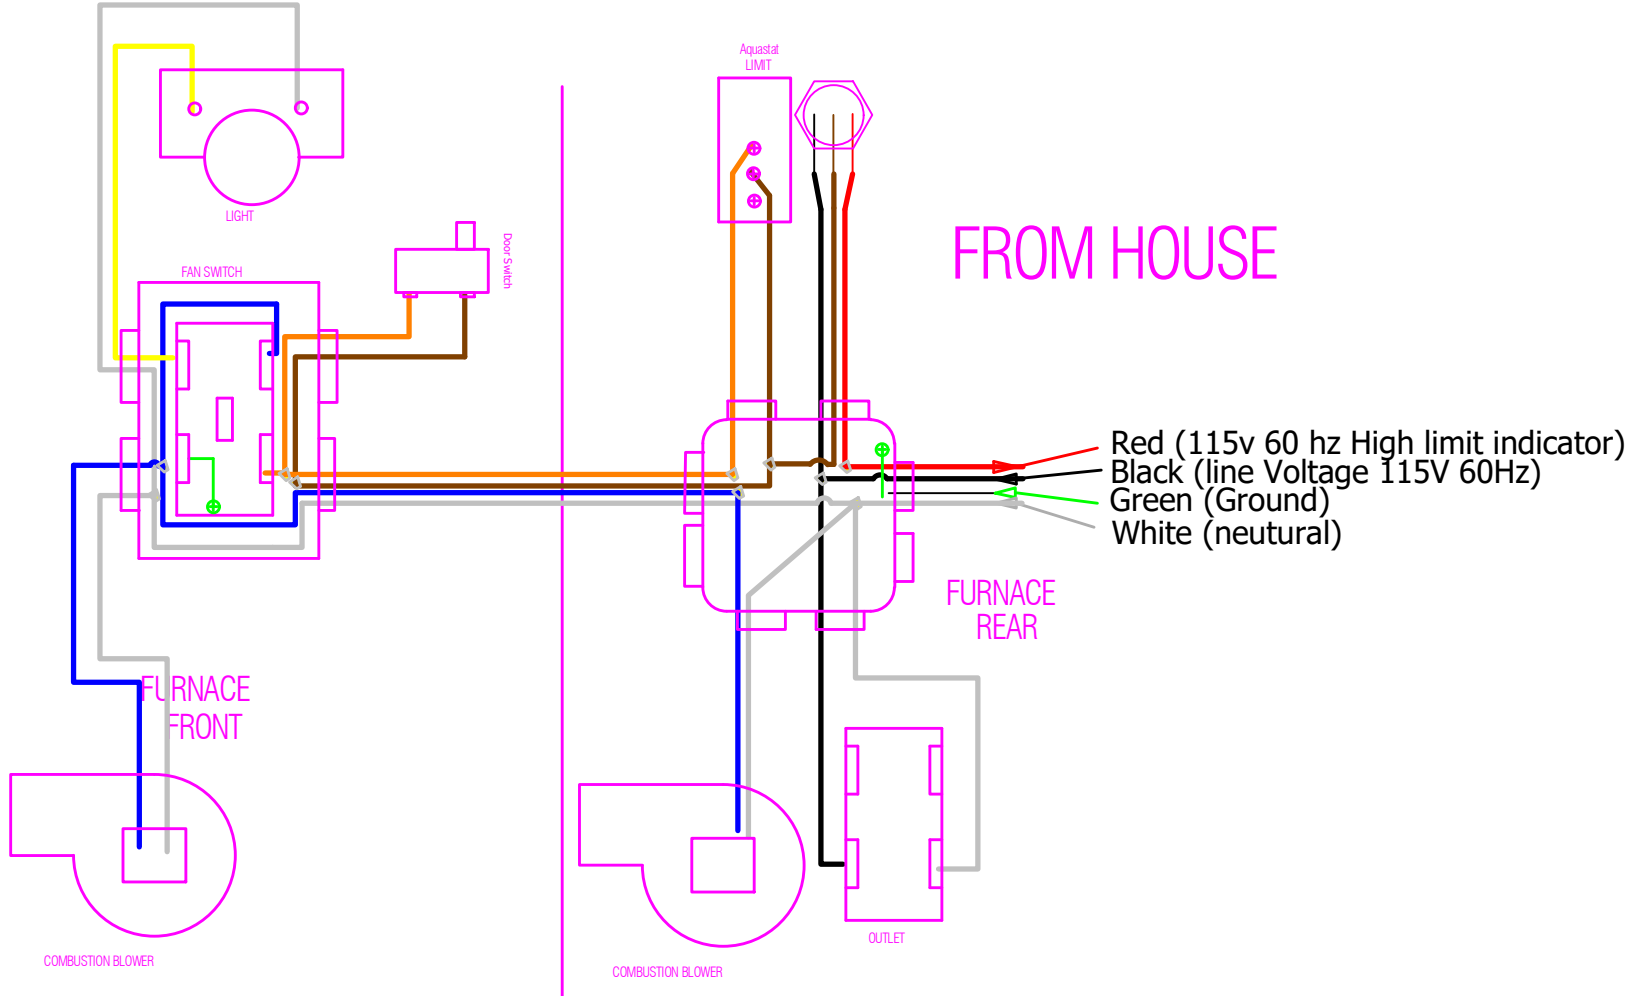 Aquastat
LIMIT
LIGHT
Door Switch
FROM HOUSE
FAN SWITCH
Red (115v 60 hz High limit indicator)
Black (line Voltage 115V 60Hz)
Green (Ground)
White (neutural)
FURNACE
REAR
FURNACE
FRONT
OUTLET
COMBUSTION BLOWER
COMBUSTION BLOWER